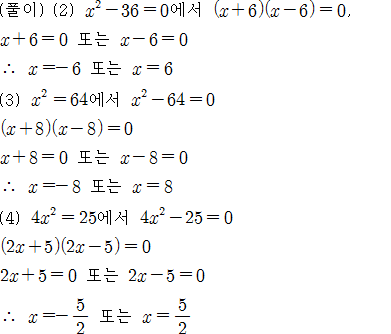 (풀이) (2) x²−36=0에서 (x+6)(x−6)=0,
x+6=0 또는 x−6=0
∴ x=−6 또는 x=6
(3) x²=64에서 x²−64=0
(x+8)(x−8)=0
x+8=0 또는 x−8=0
∴ x=−8 또는 x=8
(4) 4x²=25에서 4x²−25=0
(2x+5)(2x−5)=0
2x+5=0 또는 2x−5=0
∴ x=−5/2 또는 x=5/2